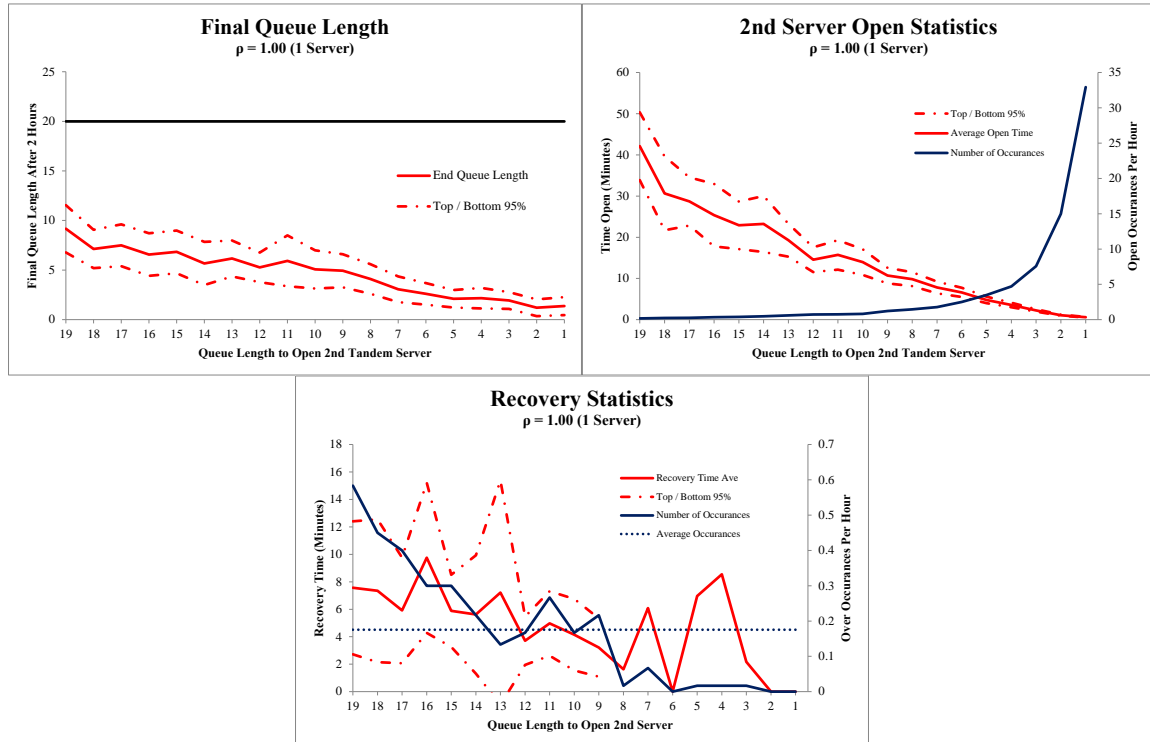 Final Queue Length
ρ = 1.00 (1 Server)
25
20
15
10
5
0
Final Queue Length After 2 Hours
End Queue Length
Top / Bottom 95%
19 18 17 16 15 14 13 12 11 10 9 8 7 6 5 4 3 2 1
Queue Length to Open 2nd Tandem Server
2nd Server Open Statistics
ρ = 1.00 (1 Server)
60
50
40
30
20
10
0
Time Open (Minutes)
Top / Bottom 95%
Average Open Time
Number of Occurances
35
30
25
20
15
10
5
0
Open Occurances Per Hour
19 18 17 16 15 14 13 12 11 10 9 8 7 6 5 4 3 2 1
Queue Length to Open 2nd Tandem Server
Recovery Statistics
ρ = 1.00 (1 Server)
18
16
14
12
10
8
6
4
2
0
Recovery Time (Minutes)
Recovery Time Ave
Top / Bottom 95%
Number of Occurances
Average Occurances
0.7
0.6
0.5
0.4
0.3
0.2
0.1
0
Over Occurances Per Hour
19 18 17 16 15 14 13 12 11 10 9 8 7 6 5 4 3 2 1
Queue Length to Open 2nd Server